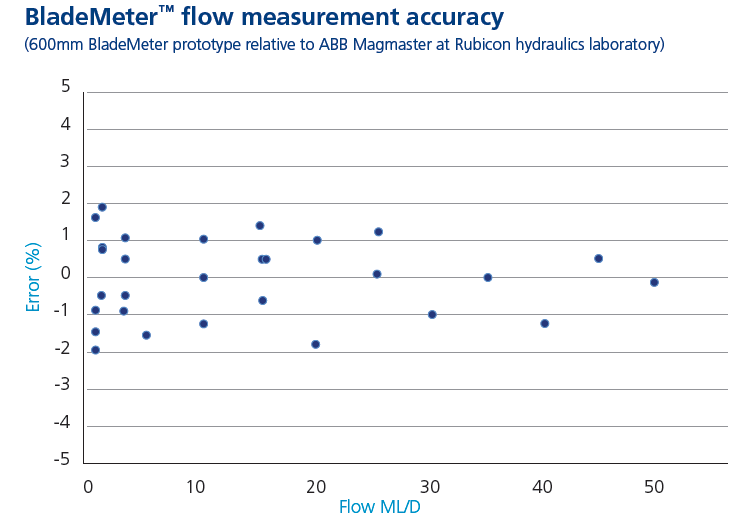 BladeMeter™ flow measurement accuracy
(600mm BladeMeter prototype relative to ABB Magmaster at Rubicon hydraulics laboratory)
5
4
3
2
1
0
-1
-2
-3
-4
-5
Error (%)
0 10 20 30 40 50
Flow ML/D